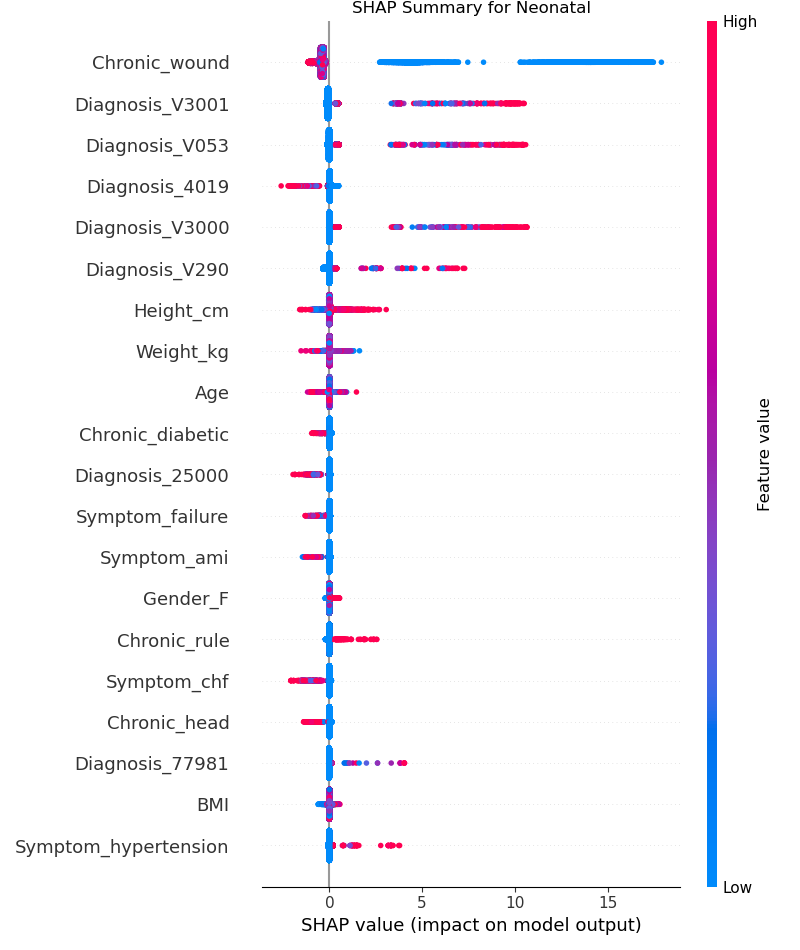 SHAP Summary for Neonatal
High
Chronic_wound
Diagnosis_V3001
Diagnosis_V053
Diagnosis_4019
Diagnosis_V3000
Diagnosis_V290
Height_cm
Weight_kg
Age
Chronic_diabetic
Diagnosis_25000
Symptom_failure
Symptom_ami
Gender_F
Chronic_rule
Symptom_chf
Chronic_head
Diagnosis_77981
BMI
Symptom_hypertension
Feature value
Low
0 5 10 15
SHAP value (impact on model output)